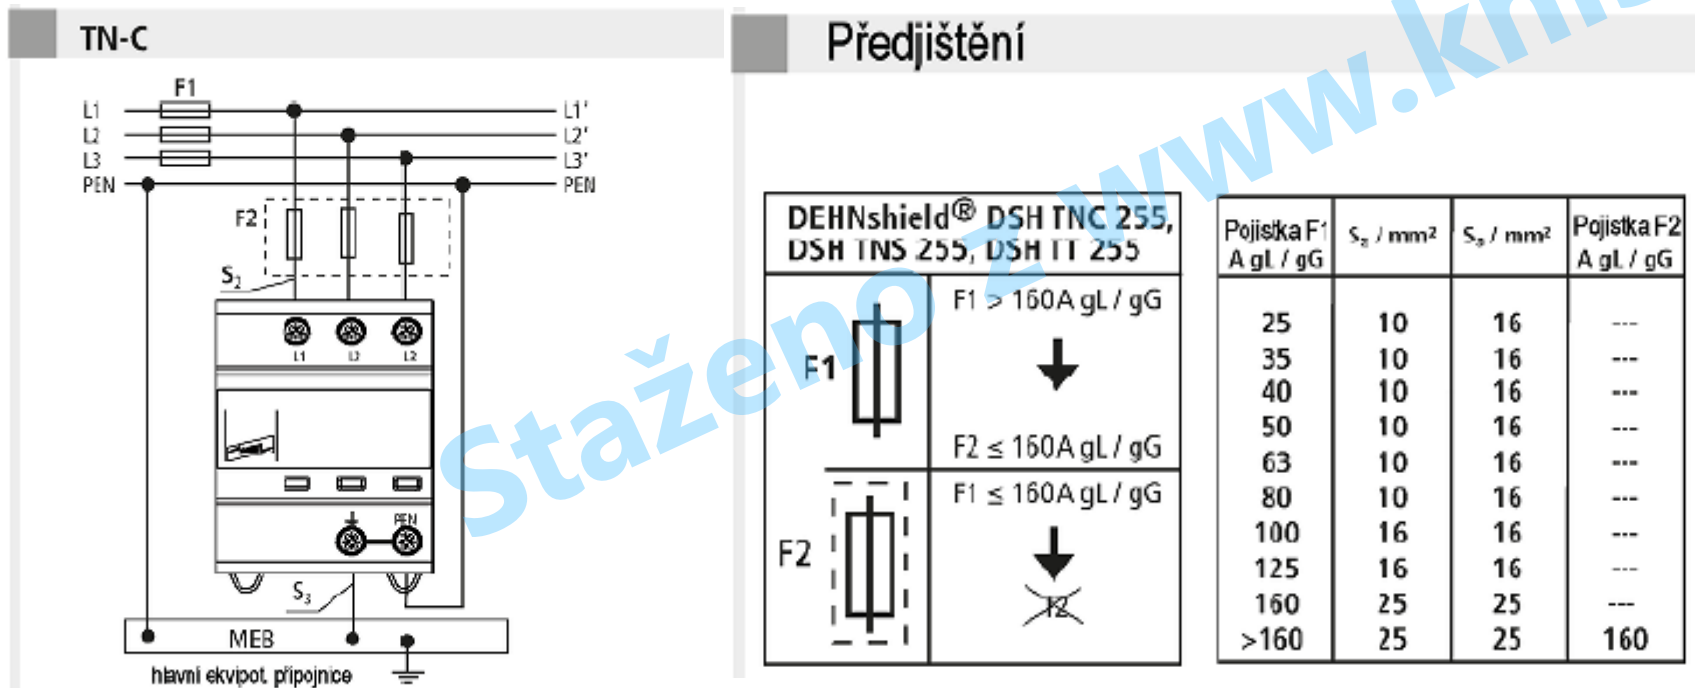 TN-C
F1
L1 L1'
L2 L2'
L3 L3'
PEN PEN
F2
S₂
L1 L2 L2
PEN
S₃
MEB
hlavní ekvipot. přípojnice
Předjištění
DEHNshield® DSH TNC 255,
DSH TNS 255, DSH TT 255
F1 > 160A gL / gG
F1
F2 ≤ 160A gL / gG
F1 ≤ 160A gL / gG
F2
F2
Pojistka F1 S₂ / mm² S₃ / mm² Pojistka F2
A gL / gG A gL / gG
25 10 16 ---
35 10 16 ---
40 10 16 ---
50 10 16 ---
63 10 16 ---
80 10 16 ---
100 16 16 ---
125 16 16 ---
160 25 25 ---
>160 25 25 160
Staženo z www.